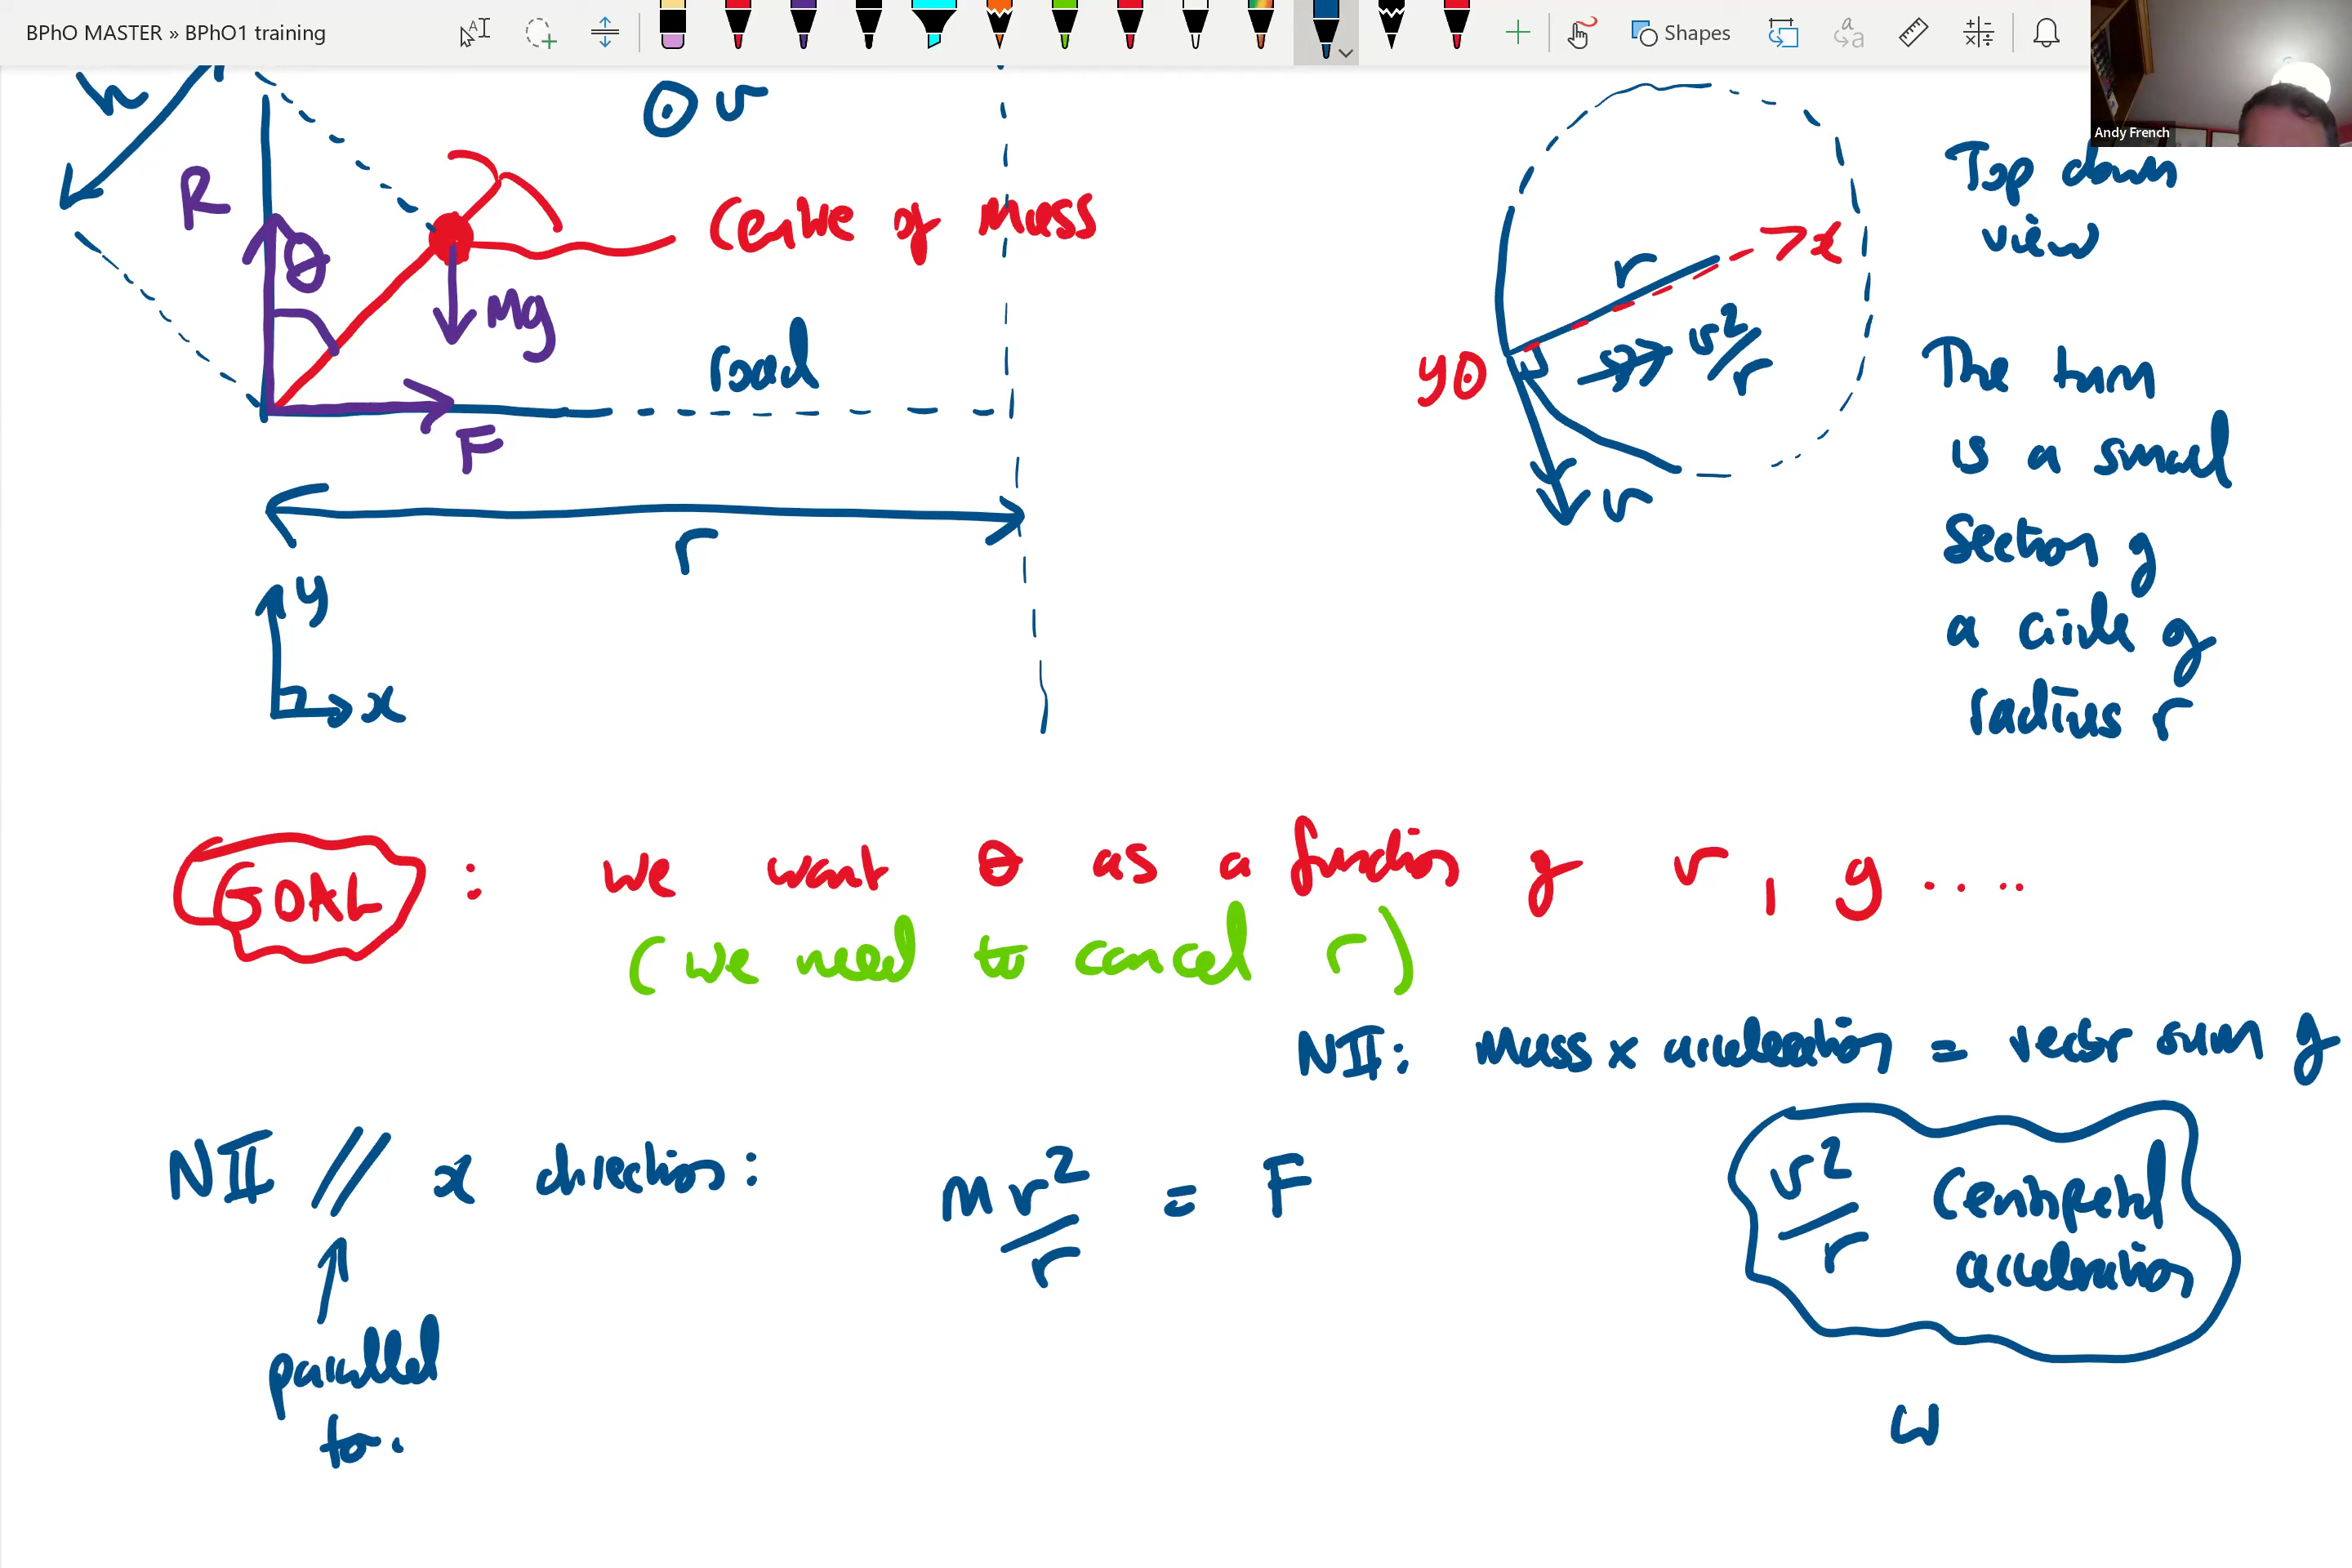 BPhO MASTER » BPhO1 training
Shapes
Andy French
h
v
R
θ
Centre of Mass
Mg
road
F
r
y
x
Top down
view
r
x
v²/r
y
v
The turn
is a small
section of
a circle of
radius r
GOAL : We want θ as a function of v, g ....
(we need to cancel r)
NII: Mass x acceleration = vector sum of
NII // x direction: M v²/r = F
v²/r Centripetal
acceleration
parallel
to.
ω